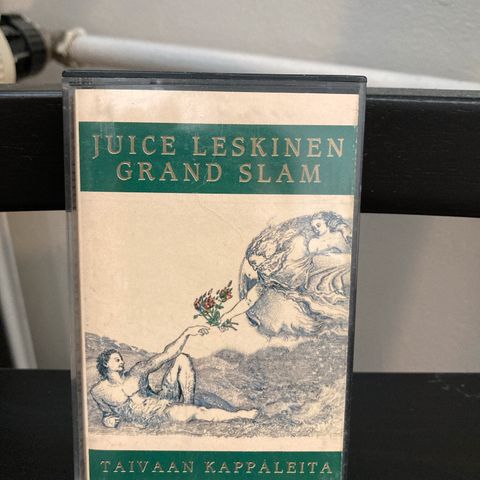 JUICE LESKINEN
GRAND SLAM
TAIVAAN KAPPALEITA